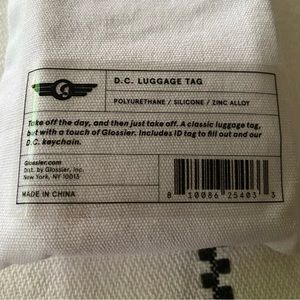 D.C. LUGGAGE TAG
POLYURETHANE / SILICONE / ZINC ALLOY
Take off the day, and then just take off. A classic luggage tag,
but with a touch of Glossier. Includes ID tag to fill out and our
D.C. keychain.
Glossier.com
Dist. by Glossier, Inc.
New York, NY 10013
MADE IN CHINA
8 10086 25403 3